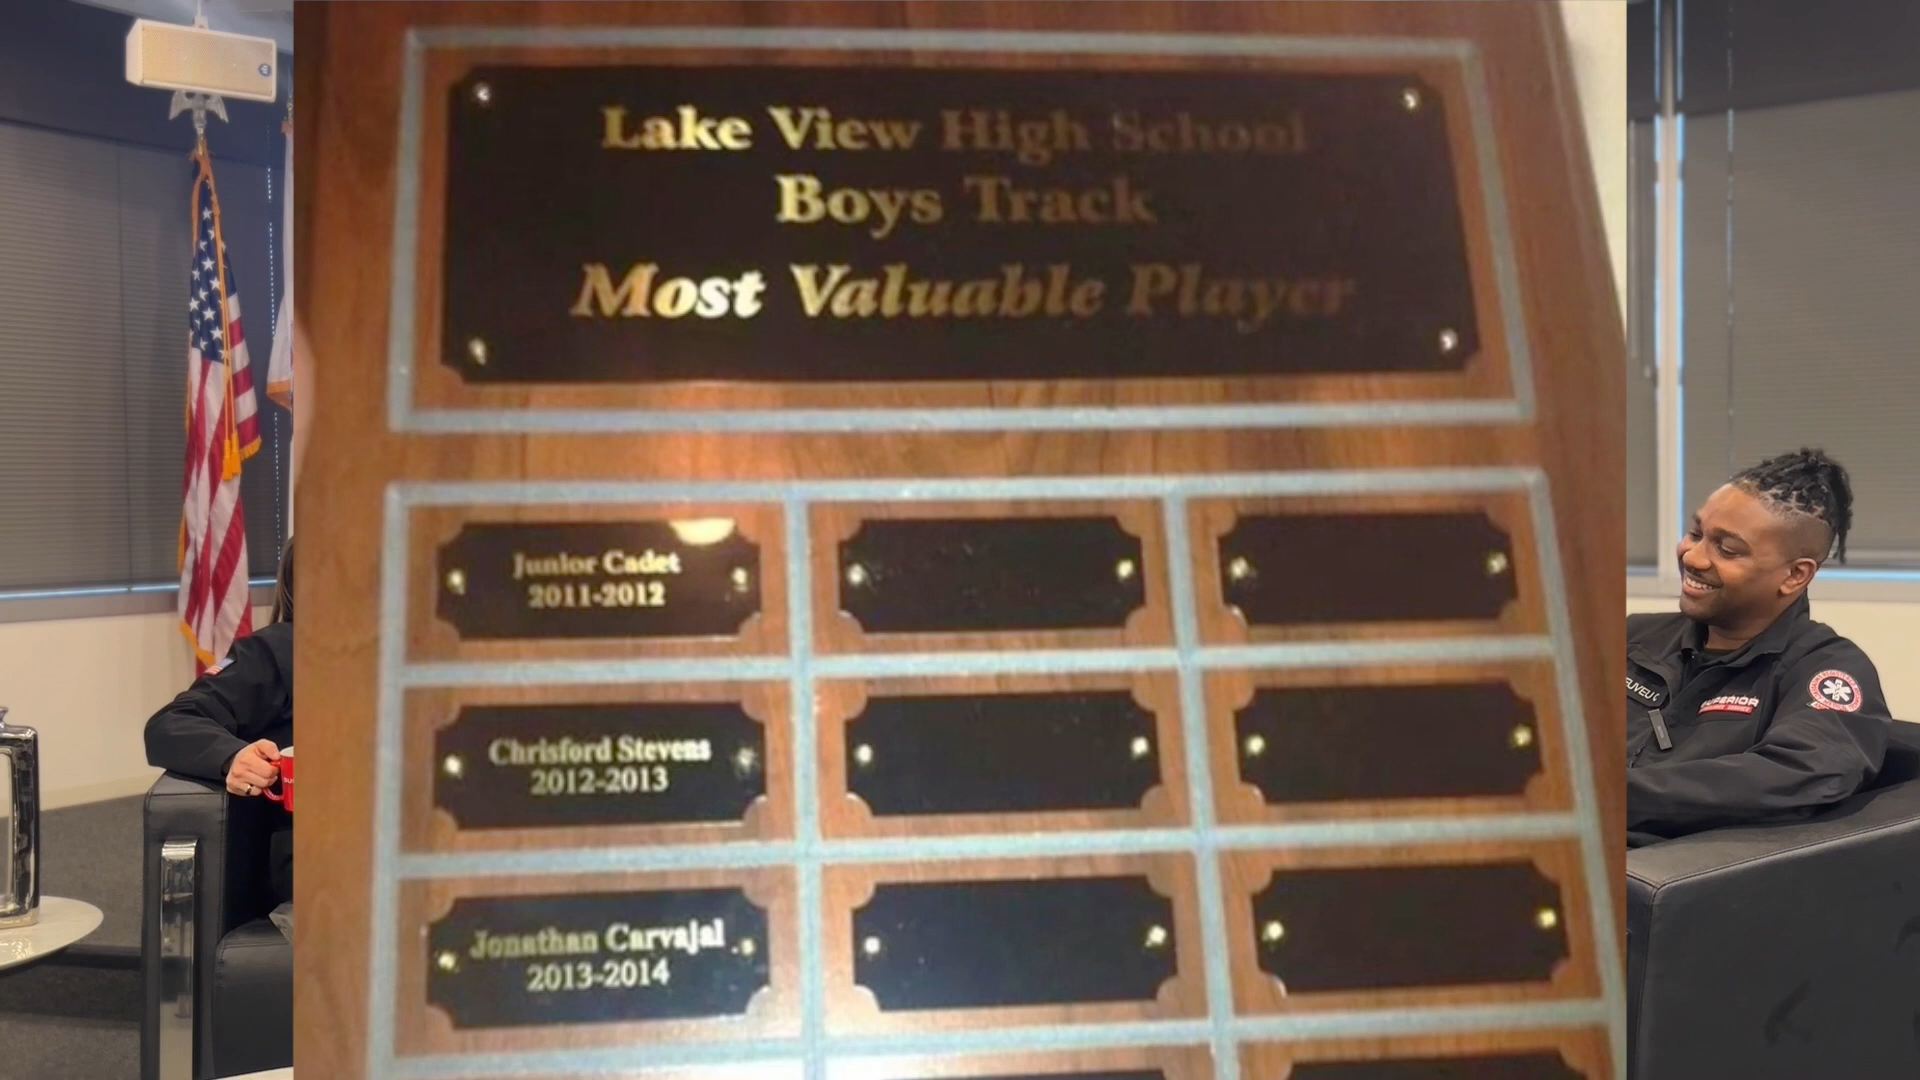 Lake View High School
Boys Track
Most Valuable Player
Junior Cadet
2011-2012
Chrisford Stevens
2012-2013
Jonathan Carvajal
2013-2014
SUPERIOR